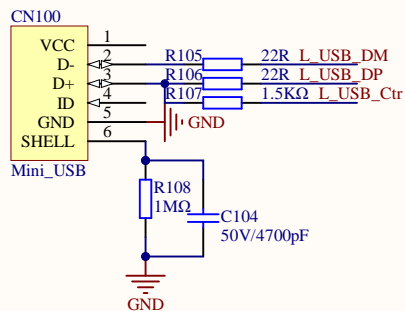 CN100
VCC 1
D- 2 R105 22R L_USB_DM
D+ 3 R106 22R L_USB_DP
ID 4 R107 1.5KΩ L_USB_Ctr
GND 5 GND
SHELL 6
Mini_USB
R108
1MΩ
C104
50V/4700pF
GND